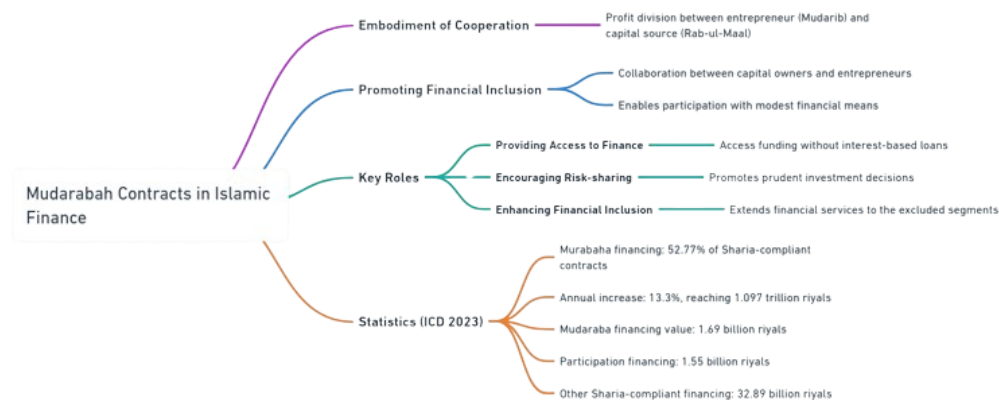 Mudarabah Contracts in Islamic
Finance
Embodiment of Cooperation
Profit division between entrepreneur (Mudarib) and
capital source (Rab-ul-Maal)
Promoting Financial Inclusion
Collaboration between capital owners and entrepreneurs
Enables participation with modest financial means
Key Roles
Providing Access to Finance
Access funding without interest-based loans
Encouraging Risk-sharing
Promotes prudent investment decisions
Enhancing Financial Inclusion
Extends financial services to the excluded segments
Statistics (ICD 2023)
Murabaha financing: 52.77% of Sharia-compliant
contracts
Annual increase: 13.3%, reaching 1.097 trillion riyals
Mudaraba financing value: 1.69 billion riyals
Participation financing: 1.55 billion riyals
Other Sharia-compliant financing: 32.89 billion riyals